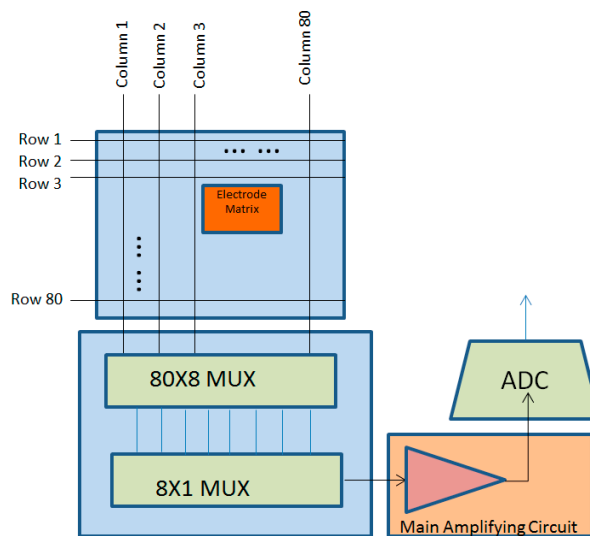 Column 1
Column 2
Column 3
Column 80
Row 1
Row 2
Row 3
Electrode
Matrix
Row 80
80X8 MUX
8X1 MUX
ADC
Main Amplifying Circuit